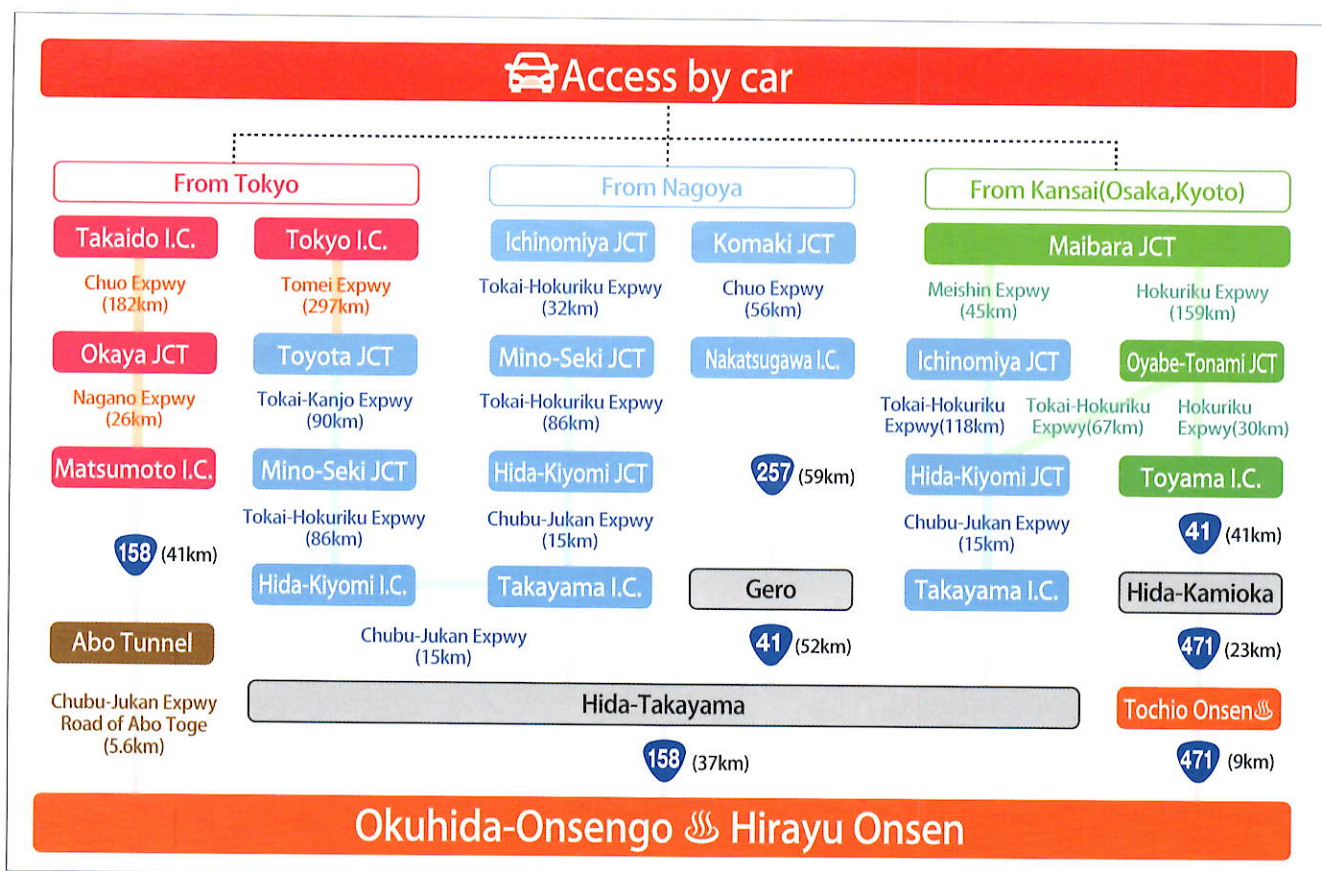 Access by car
From Tokyo
From Nagoya
From Kansai(Osaka,Kyoto)
Takaido I.C.
Tokyo I.C.
Ichinomiya JCT
Komaki JCT
Maibara JCT
Chuo Expwy
(182km)
Tomei Expwy
(297km)
Tokai-Hokuriku Expwy
(32km)
Chuo Expwy
(56km)
Meishin Expwy
(45km)
Hokuriku Expwy
(159km)
Okaya JCT
Toyota JCT
Mino-Seki JCT
Nakatsugawa I.C.
Ichinomiya JCT
Oyabe-Tonami JCT
Nagano Expwy
(26km)
Tokai-Kanjo Expwy
(90km)
Tokai-Hokuriku Expwy
(86km)
Tokai-Hokuriku
Expwy(118km)
Tokai-Hokuriku
Expwy(67km)
Hokuriku
Expwy(30km)
Matsumoto I.C.
Mino-Seki JCT
Hida-Kiyomi JCT
257 (59km)
Hida-Kiyomi JCT
Toyama I.C.
158 (41km)
Tokai-Hokuriku Expwy
(86km)
Chubu-Jukan Expwy
(15km)
Chubu-Jukan Expwy
(15km)
41 (41km)
Hida-Kiyomi I.C.
Takayama I.C.
Gero
Takayama I.C.
Hida-Kamioka
Abo Tunnel
Chubu-Jukan Expwy
(15km)
41 (52km)
471 (23km)
Chubu-Jukan Expwy
Road of Abo Toge
(5.6km)
Hida-Takayama
Tochio Onsen
158 (37km)
471 (9km)
Okuhida-Onsengo Hirayu Onsen